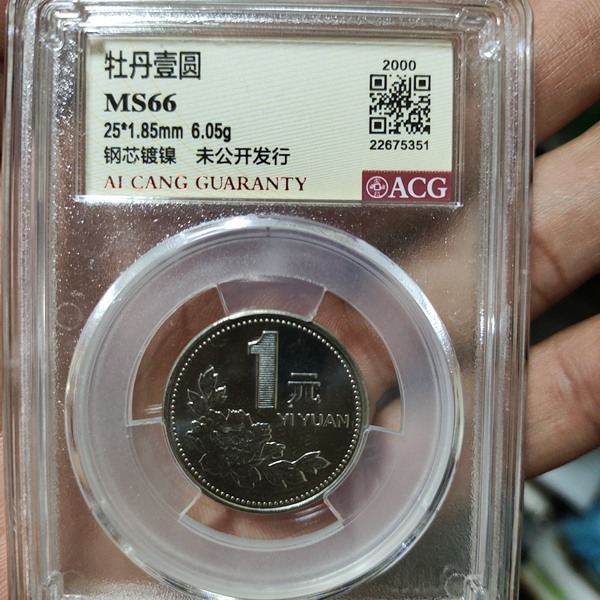 牡丹壹圆
2000
MS66
25*1.85mm 6.05g
钢芯镀镍 未公开发行
22675351
AI CANG GUARANTY
ACG
1元
YI YUAN